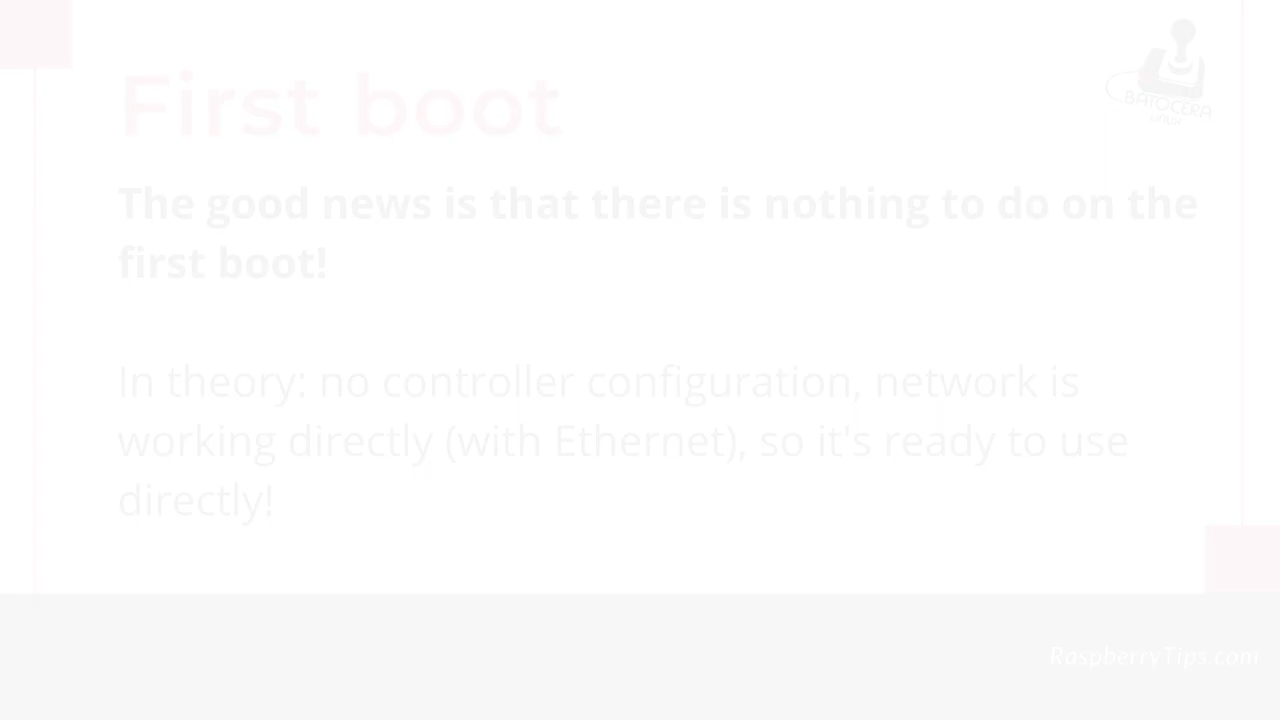 BATOCERA
LINUX
First boot
The good news is that there is nothing to do on the
first boot!
In theory: no controller configuration, network is
working directly (with Ethernet), so it's ready to use
directly!
RaspberryTips.com